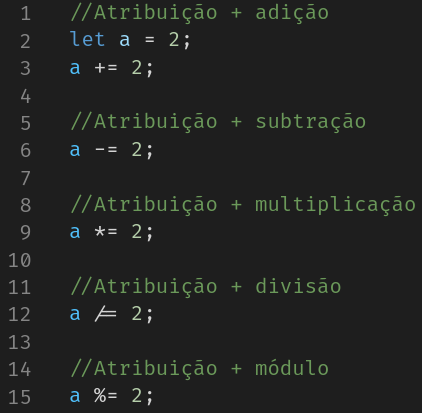 1 //Atribuição + adição
2 let a = 2;
3 a += 2;
4
5 //Atribuição + subtração
6 a -= 2;
7
8 //Atribuição + multiplicação
9 a *= 2;
10
11 //Atribuição + divisão
12 a /= 2;
13
14 //Atribuição + módulo
15 a %= 2;